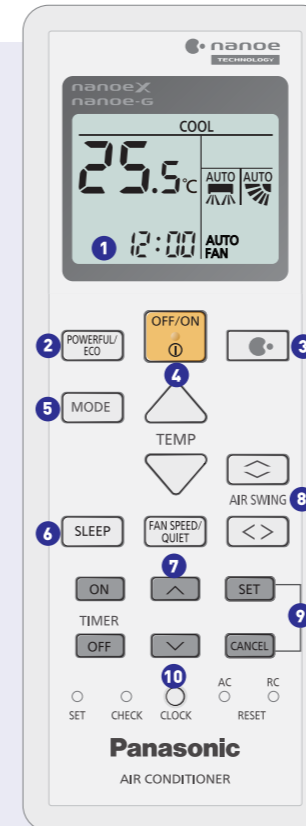 nanoe
TECHNOLOGY
nanoeX
nanoe-G
COOL
25.5℃
AUTO AUTO
1 12:00 AUTO
FAN
OFF/ON
2 POWERFUL/
ECO
3
4
5 MODE
TEMP
AIR SWING 8
6 SLEEP
FAN SPEED/
QUIET
7
ON
SET
9
TIMER
OFF
CANCEL
10
AC RC
SET CHECK CLOCK RESET
Panasonic
AIR CONDITIONER